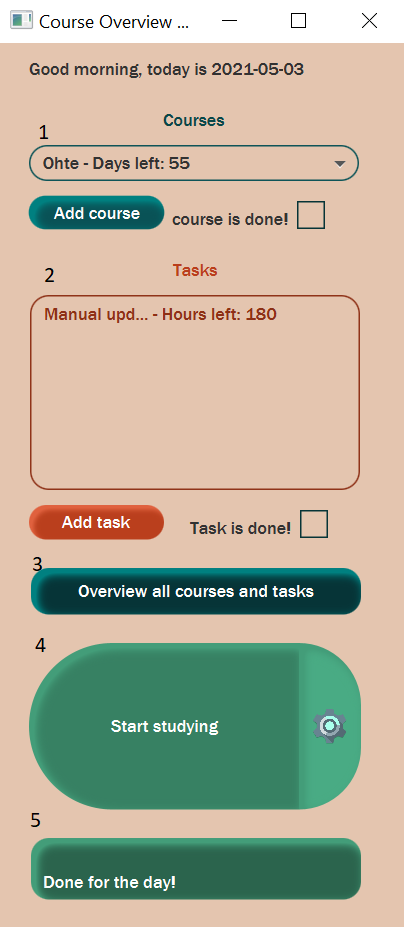 Course Overview ...
Good morning, today is 2021-05-03
Courses
1
Ohte - Days left: 55
Add course
course is done!
2
Tasks
Manual upd... - Hours left: 180
Add task
Task is done!
3
Overview all courses and tasks
4
Start studying
5
Done for the day!